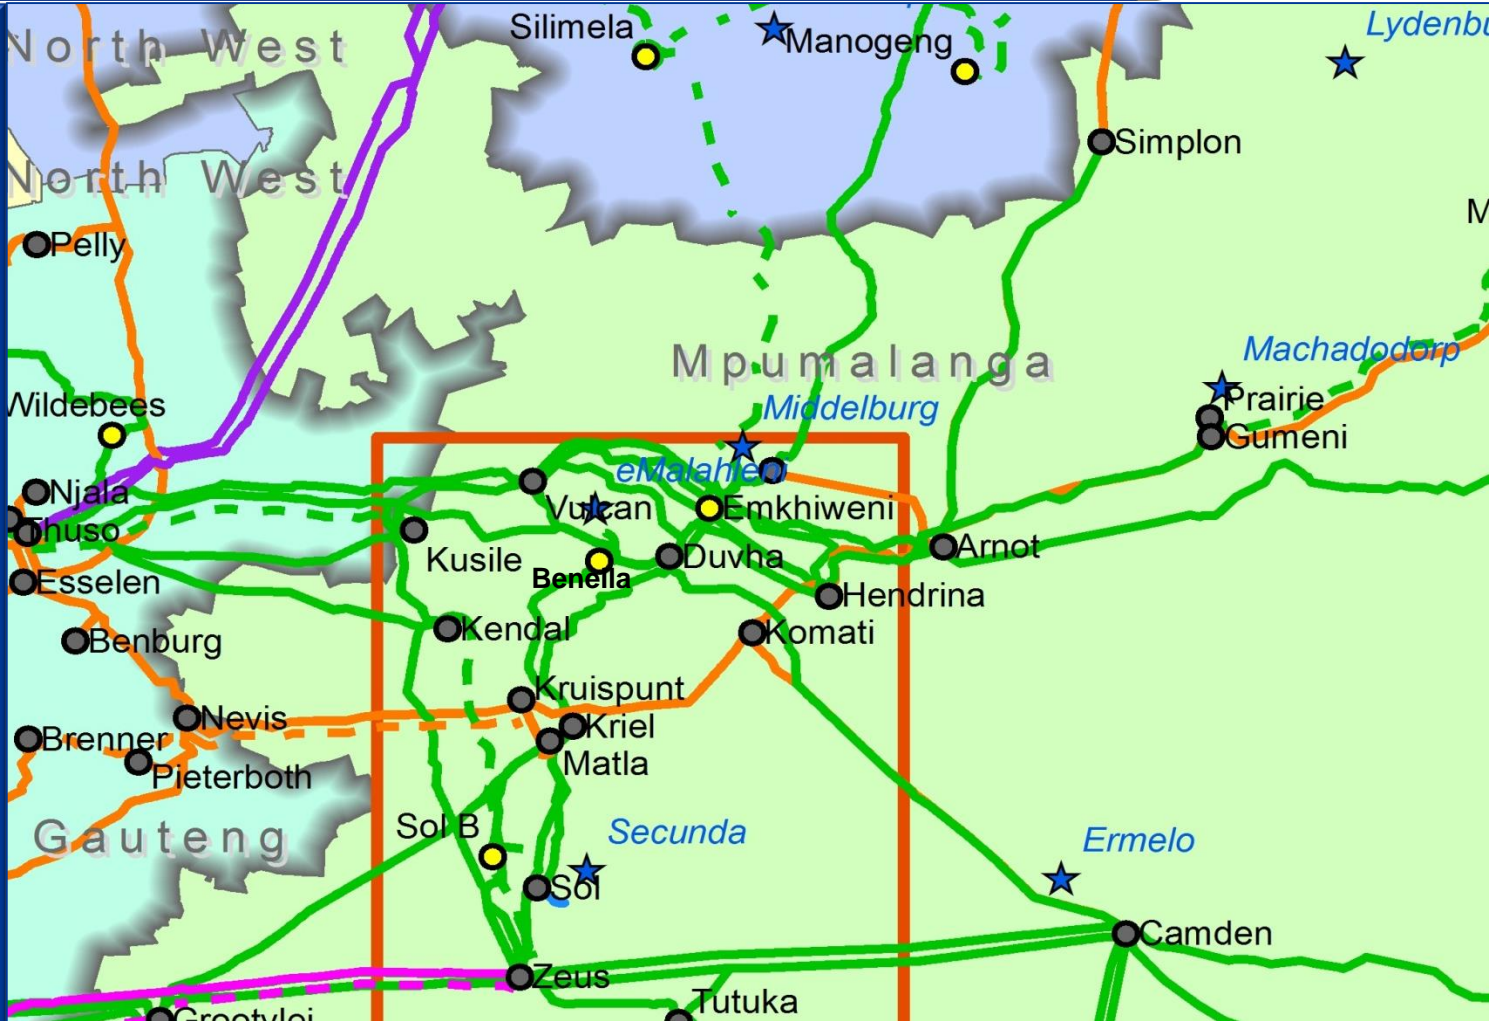 Silimela
Manogeng
Lydenbu
North West
Simplon
North West
M
Pelly
Mpumalanga
Machadodorp
Prairie
Wildebees
Middelburg
Gumeni
eMalahleni
Njala
Vulcan
Emkhiweni
Thuso
Kusile
Duvha
Arnot
Benella
Esselen
Hendrina
Kendal
Komati
Benburg
Kruispunt
Nevis
Kriel
Brenner
Matla
Pieterboth
Sol B
Secunda
Gauteng
Ermelo
Sol
Camden
Zeus
Tutuka
Grootvlei